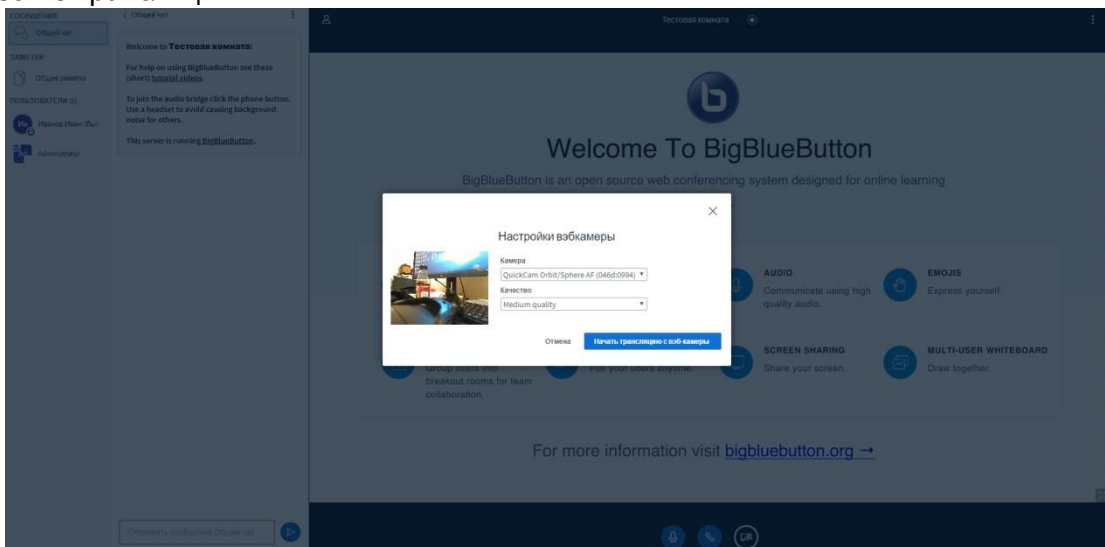 СООБЩЕНИЯ
Общий чат
ЗАМЕТКИ
Общие заметки
ПОЛЬЗОВАТЕЛИ (2)
Ин
Иванов Иван (Вы)
Administrator
Общий чат
Welcome to Тестовая комната!
For help on using BigBlueButton see these
(short) tutorial videos.
To join the audio bridge click the phone button.
Use a headset to avoid causing background
noise for others.
This server is running BigBlueButton.
Отправить сообщение Общий чат
Тестовая комната
b
Welcome To BigBlueButton
BigBlueButton is an open source web conferencing system designed for online learning
Настройки вэбкамеры
Камера
QuickCam Orbit/Sphere AF (046d:0994)
Качество
Medium quality
Отмена
Начать трансляцию с вэб-камеры
AUDIO
Communicate using high
quality audio.
EMOJIS
Express yourself.
Group users into
breakout rooms for team
collaboration.
Poll your users anytime.
SCREEN SHARING
Share your screen.
MULTI-USER WHITEBOARD
Draw together.
For more information visit bigbluebutton.org →